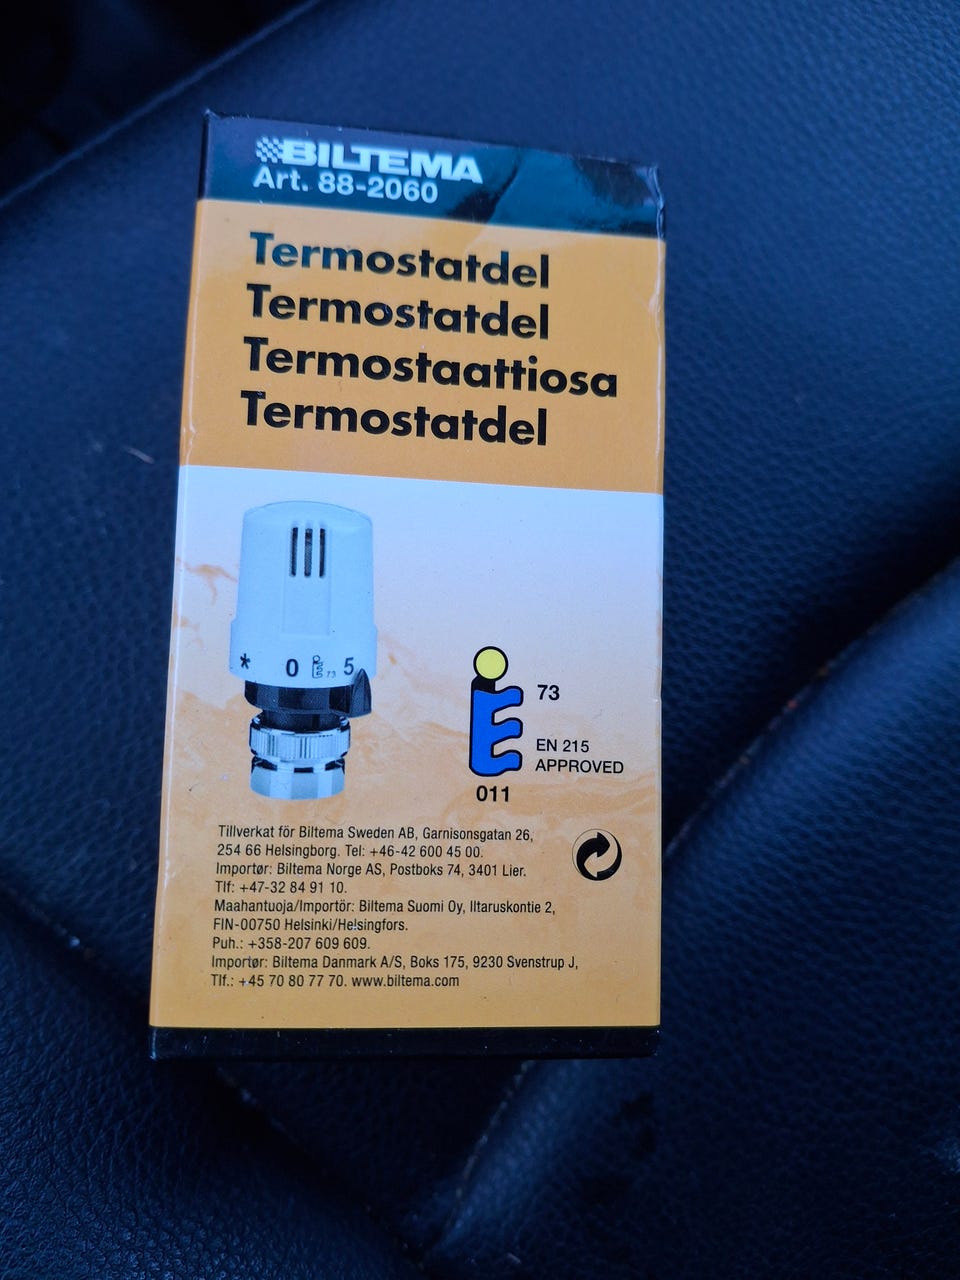 BILTEMA
Art. 88-2060
Termostatdel
Termostatdel
Termostaattiosa
Termostatdel
* 0 73 5
73
EN 215
APPROVED
011
Tillverkat för Biltema Sweden AB, Garnisonsgatan 26,
254 66 Helsingborg. Tel: +46-42 600 45 00.
Importør: Biltema Norge AS, Postboks 74, 3401 Lier.
Tlf: +47-32 84 91 10.
Maahantuoja/Importör: Biltema Suomi Oy, Iltaruskontie 2,
FIN-00750 Helsinki/Helsingfors.
Puh.: +358-207 609 609.
Importør: Biltema Danmark A/S, Boks 175, 9230 Svenstrup J,
Tlf.: +45 70 80 77 70. www.biltema.com